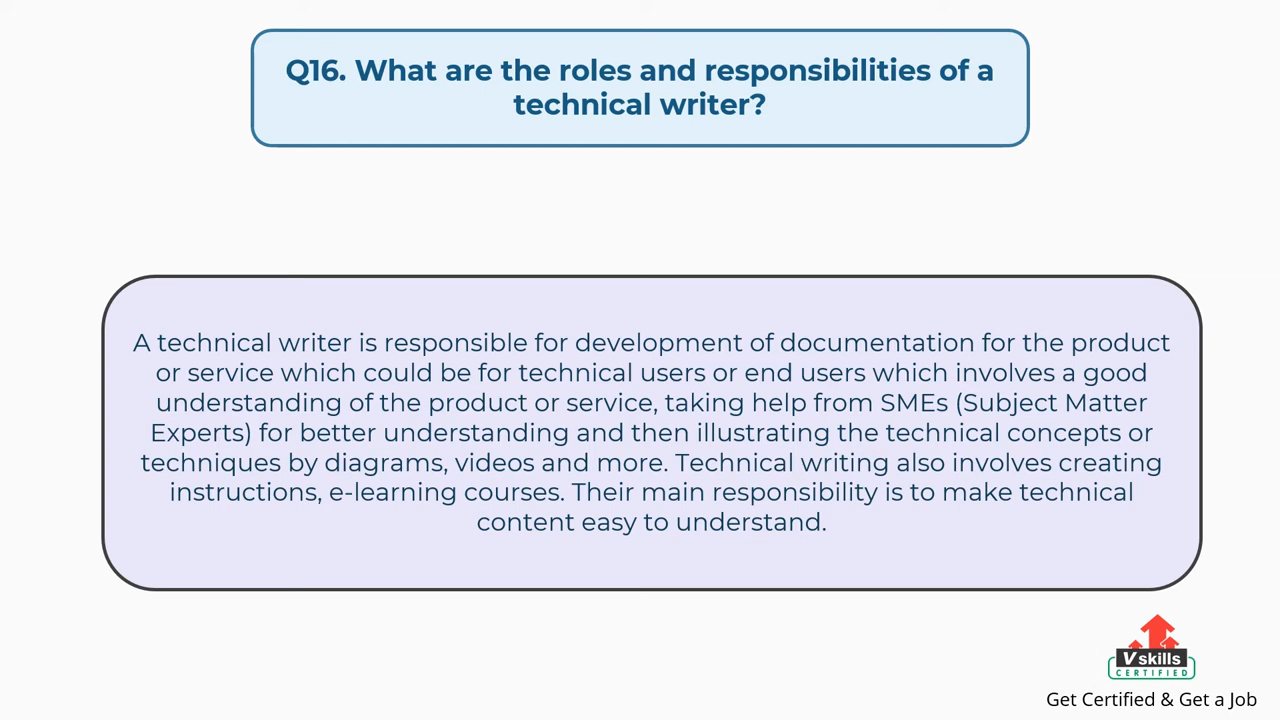 Q16. What are the roles and responsibilities of a
technical writer?
A technical writer is responsible for development of documentation for the product
or service which could be for technical users or end users which involves a good
understanding of the product or service, taking help from SMEs (Subject Matter
Experts) for better understanding and then illustrating the technical concepts or
techniques by diagrams, videos and more. Technical writing also involves creating
instructions, e-learning courses. Their main responsibility is to make technical
content easy to understand.
Vskills
CERTIFIED
Get Certified & Get a Job